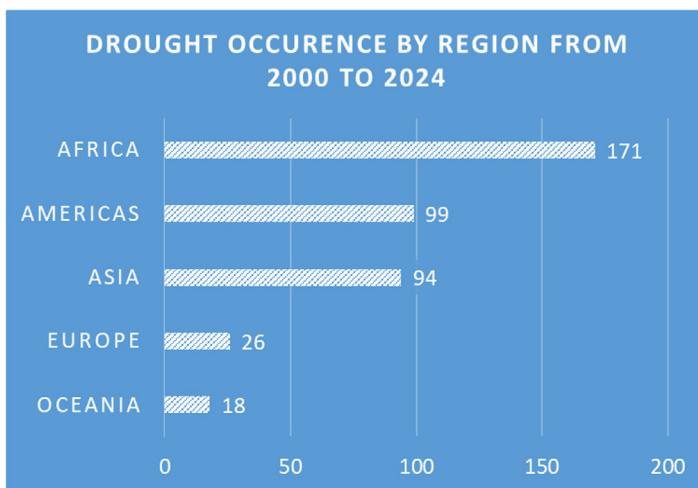 DROUGHT OCCURENCE BY REGION FROM
2000 TO 2024
AFRICA 171
AMERICAS 99
ASIA 94
EUROPE 26
OCEANIA 18
0 50 100 150 200